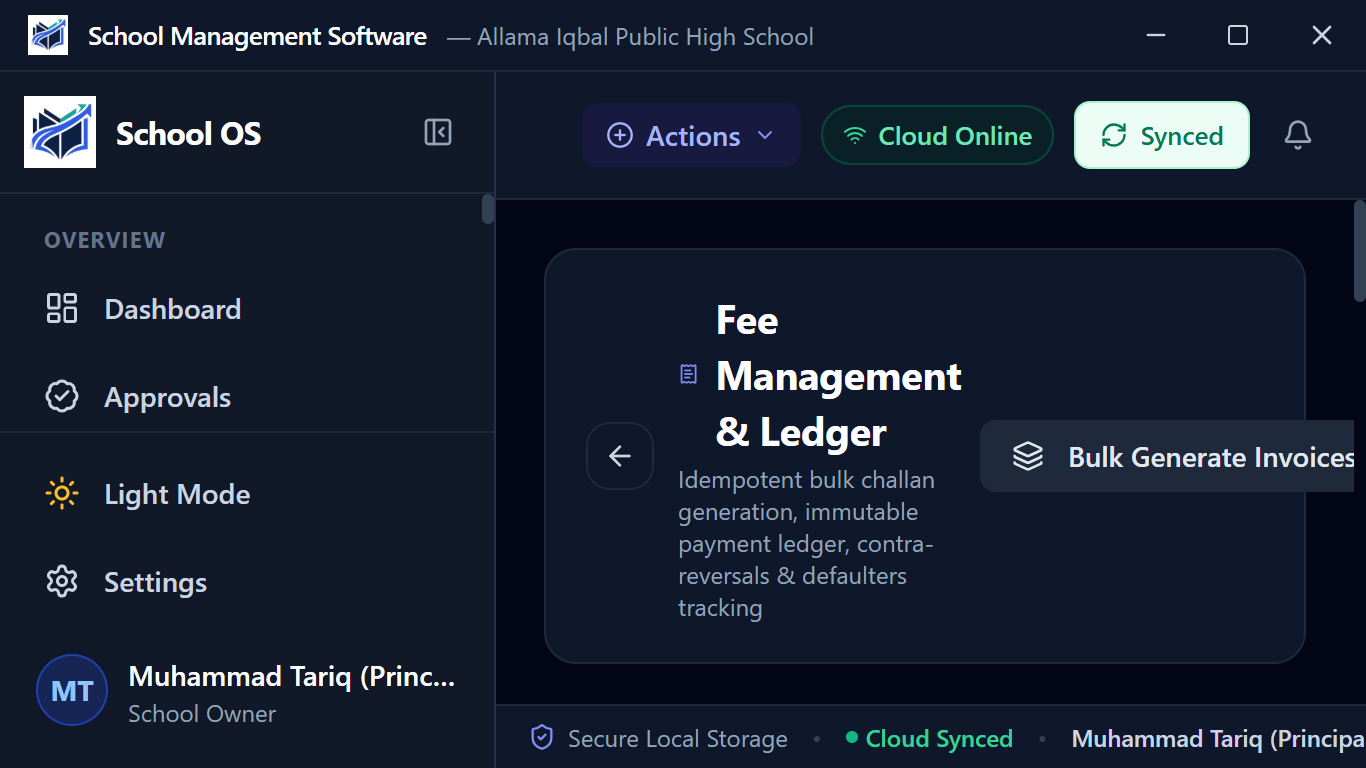 School Management Software — Allama Iqbal Public High School
School OS
Actions
Cloud Online
Synced
OVERVIEW
Dashboard
Approvals
Light Mode
Settings
MT
Muhammad Tariq (Princ...
School Owner
Fee
Management
& Ledger
Idempotent bulk challan
generation, immutable
payment ledger, contra-
reversals & defaulters
tracking
Bulk Generate Invoices
Secure Local Storage • Cloud Synced • Muhammad Tariq (Principa